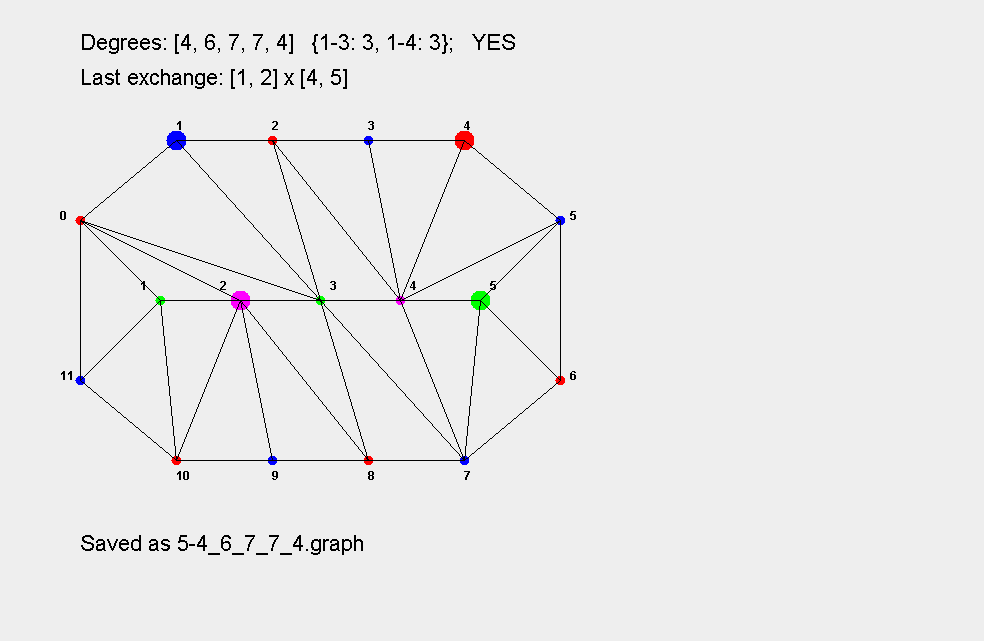 Degrees: [4, 6, 7, 7, 4]   {1-3: 3, 1-4: 3};   YES
Last exchange: [1, 2] x [4, 5]
1 2 3 4
0 5
1 2 3 4 5
11 6
10 9 8 7
Saved as 5-4_6_7_7_4.graph